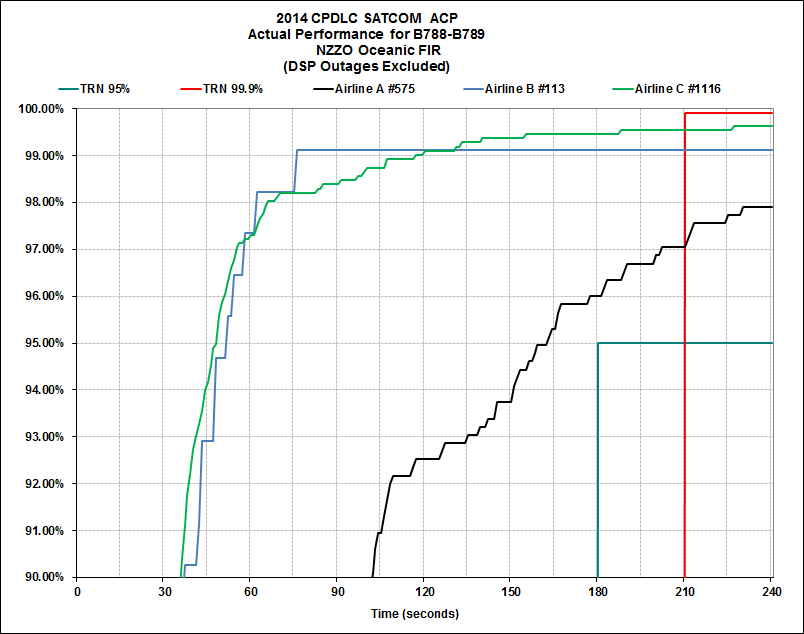 2014 CPDLC SATCOM ACP
Actual Performance for B788-B789
NZZO Oceanic FIR
(DSP Outages Excluded)
TRN 95% TRN 99.9% Airline A #575 Airline B #113 Airline C #1116
100.00%
99.00%
98.00%
97.00%
96.00%
95.00%
94.00%
93.00%
92.00%
91.00%
90.00%
0 30 60 90 120 150 180 210 240
Time (seconds)